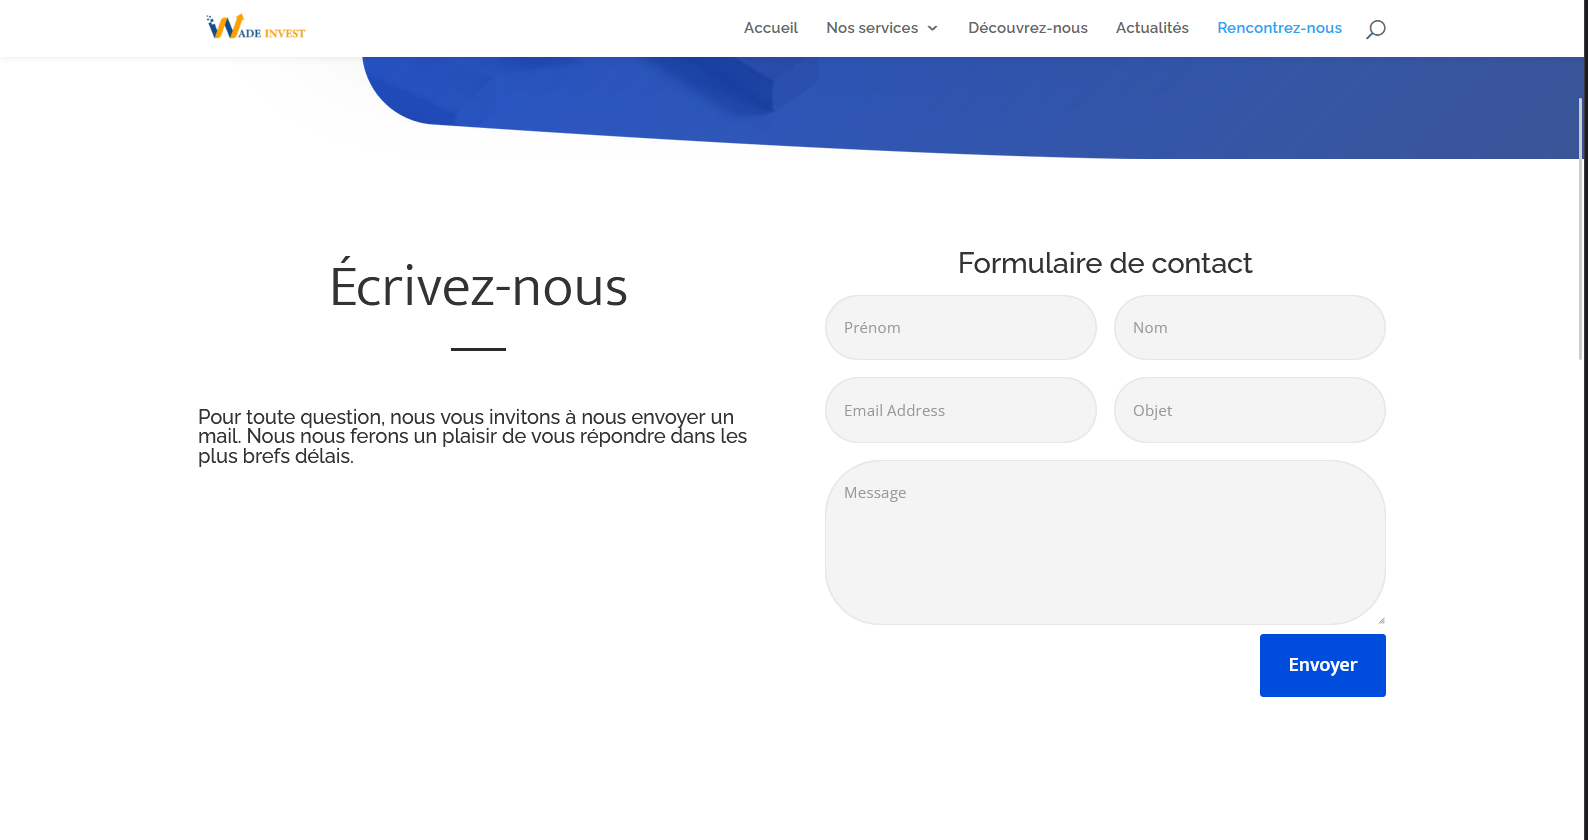 WADE INVEST
Accueil
Nos services
Découvrez-nous
Actualités
Rencontrez-nous
Écrivez-nous
Pour toute question, nous vous invitons à nous envoyer un
mail. Nous nous ferons un plaisir de vous répondre dans les
plus brefs délais.
Formulaire de contact
Prénom
Nom
Email Address
Objet
Message
Envoyer